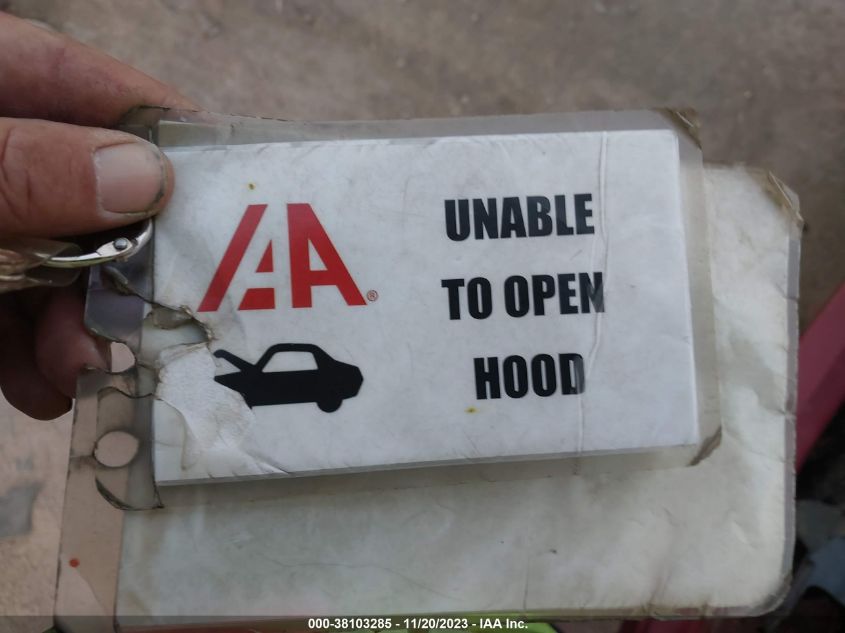 IAA®
UNABLE
TO OPEN
HOOD
000-38103285 - 11/20/2023 - IAA Inc.